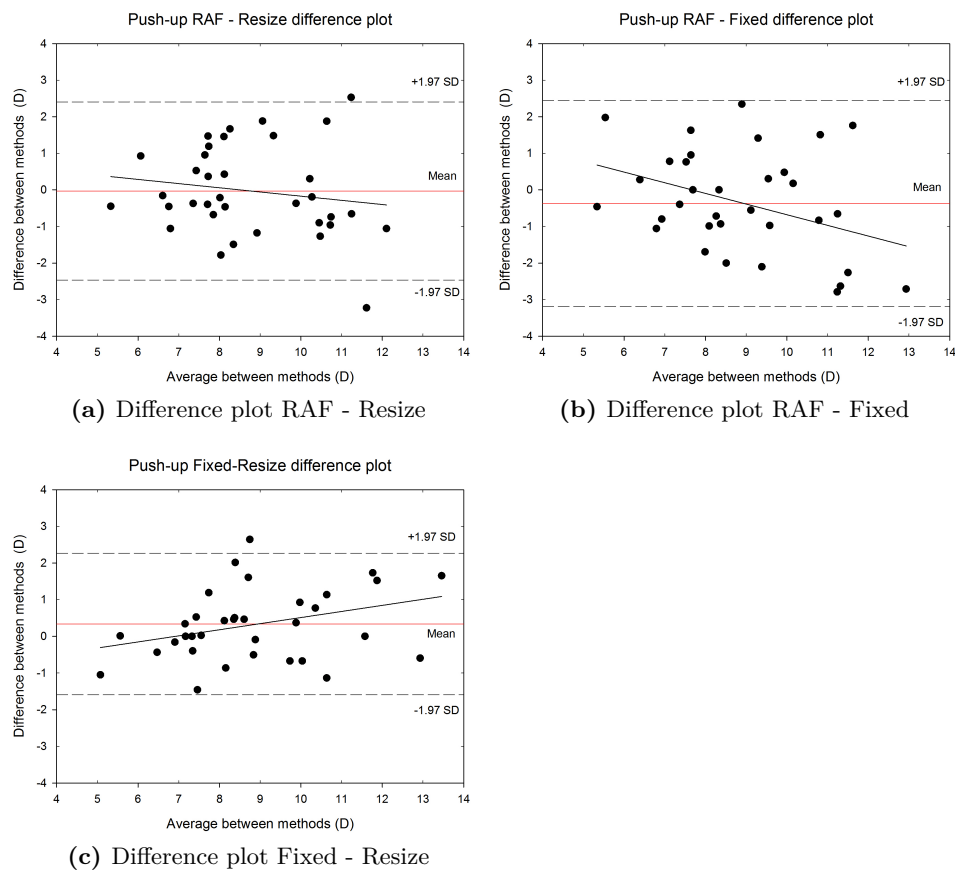 Push-up RAF - Resize difference plot
Difference between methods (D)
4
3
2
1
0
-1
-2
-3
-4
+1.97 SD
Mean
-1.97 SD
4 5 6 7 8 9 10 11 12 13 14
Average between methods (D)
(a) Difference plot RAF - Resize
Push-up RAF - Fixed difference plot
Difference between methods (D)
4
3
2
1
0
-1
-2
-3
-4
+1.97 SD
Mean
-1.97 SD
4 5 6 7 8 9 10 11 12 13 14
Average between methods (D)
(b) Difference plot RAF - Fixed
Push-up Fixed-Resize difference plot
Difference between methods (D)
4
3
2
1
0
-1
-2
-3
-4
+1.97 SD
Mean
-1.97 SD
4 5 6 7 8 9 10 11 12 13 14
Average between methods (D)
(c) Difference plot Fixed - Resize